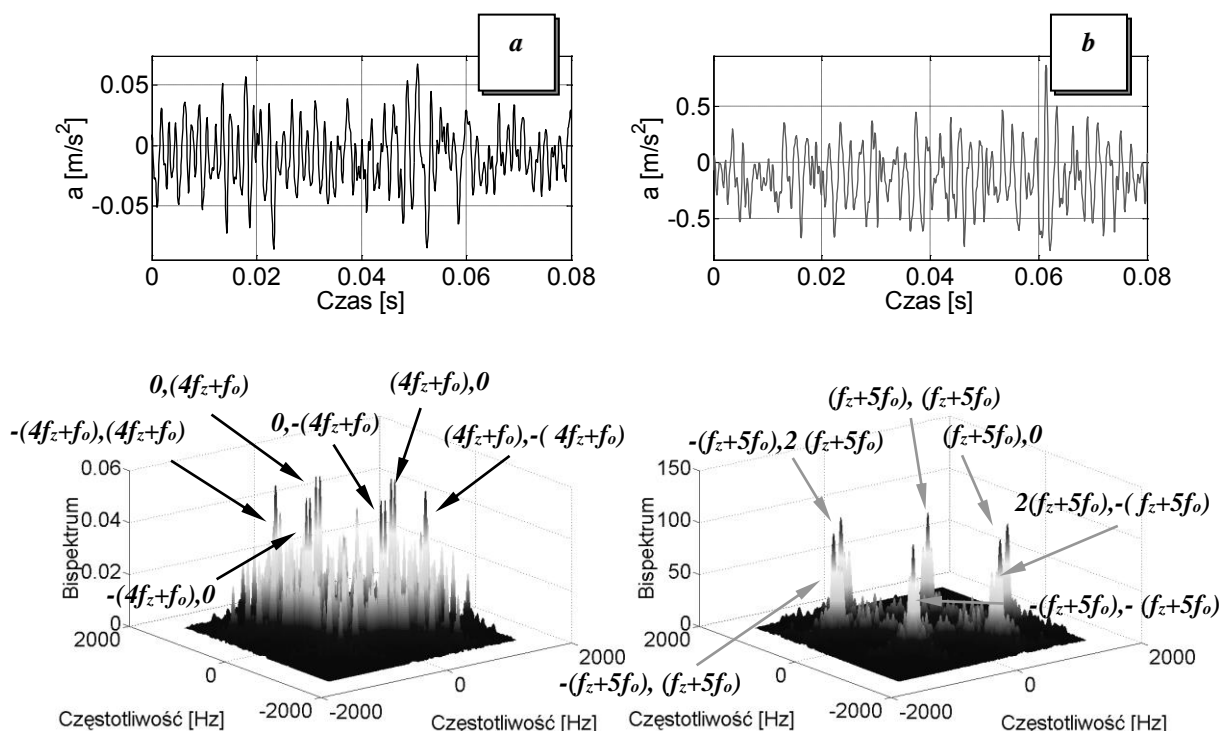 a
b
a [m/s²]
0.05
0
-0.05
0
0.02
0.04
0.06
0.08
Czas [s]
a [m/s²]
0.5
0
-0.5
0
0.02
0.04
0.06
0.08
Czas [s]
0,(4fz+fo)
(4fz+fo),0
-(4fz+fo),(4fz+fo)
0,-(4fz+fo)
(4fz+fo),-( 4fz+fo)
-(4fz+fo),0
Bispektrum
0.06
0.04
0.02
0
2000
0
-2000
-2000
0
2000
Częstotliwość [Hz]
Częstotliwość [Hz]
(fz+5fo), (fz+5fo)
-(fz+5fo),2 (fz+5fo)
(fz+5fo),0
2(fz+5fo),-( fz+5fo)
-(fz+5fo),- (fz+5fo)
-(fz+5fo), (fz+5fo)
Bispektrum
150
100
50
0
2000
0
-2000
-2000
0
2000
Częstotliwość [Hz]
Częstotliwość [Hz]